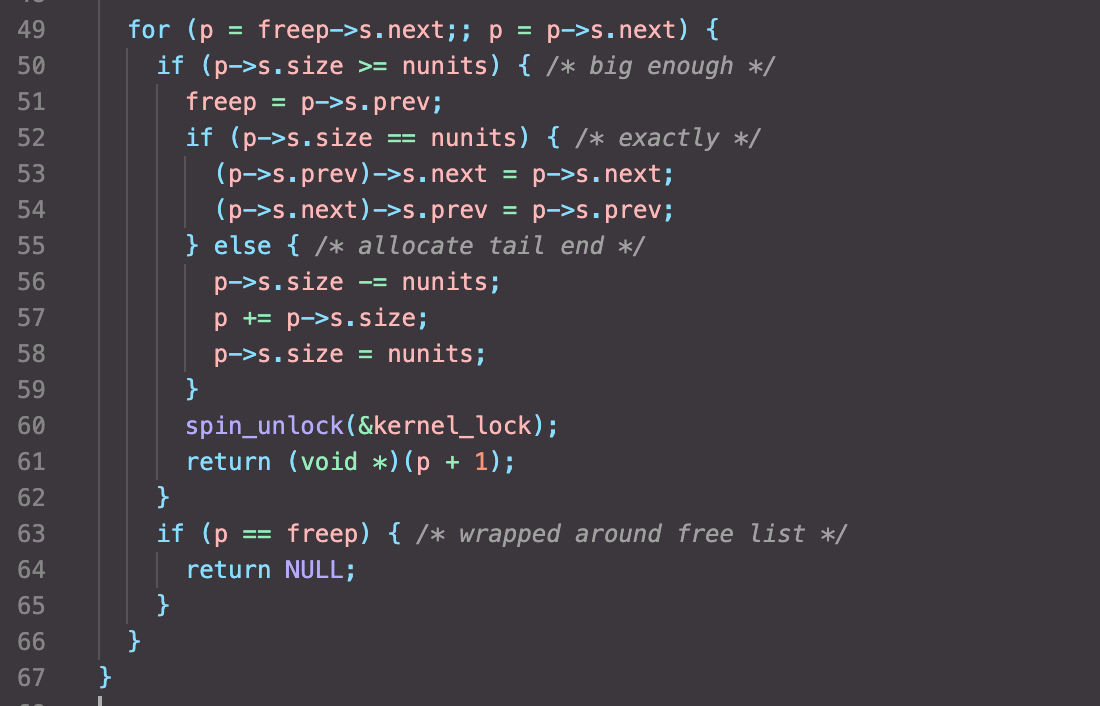 49 for (p = freep->s.next;; p = p->s.next) {
50 if (p->s.size >= nunits) { /* big enough */
51 freep = p->s.prev;
52 if (p->s.size == nunits) { /* exactly */
53 (p->s.prev)->s.next = p->s.next;
54 (p->s.next)->s.prev = p->s.prev;
55 } else { /* allocate tail end */
56 p->s.size -= nunits;
57 p += p->s.size;
58 p->s.size = nunits;
59 }
60 spin_unlock(&kernel_lock);
61 return (void *)(p + 1);
62 }
63 if (p == freep) { /* wrapped around free list */
64 return NULL;
65 }
66 }
67 }